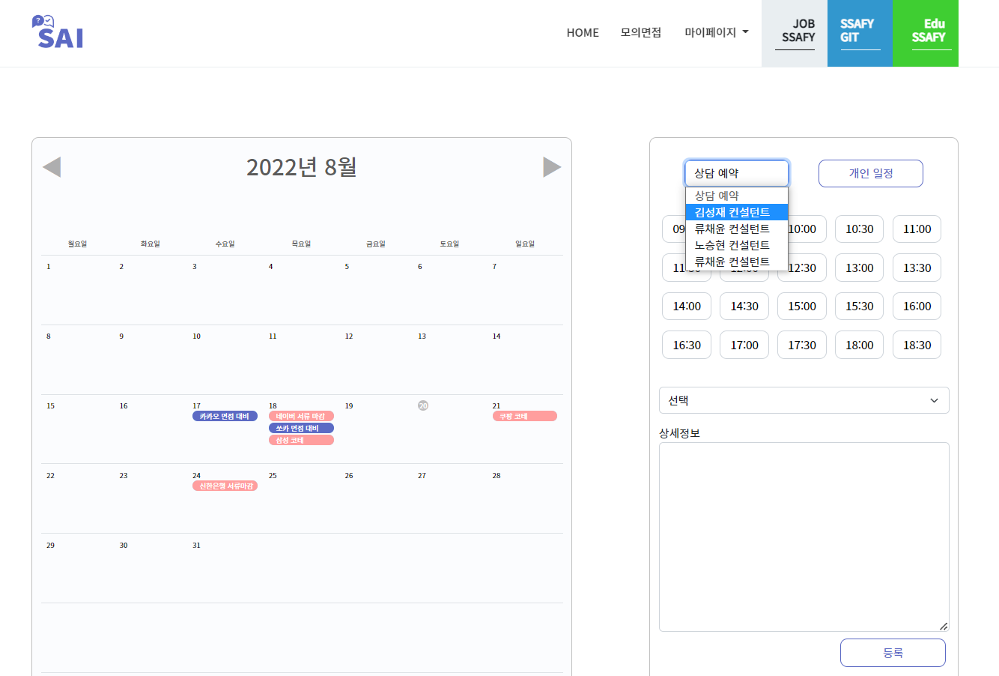 ?
SAI
HOME
모의면접
마이페이지
JOB
SSAFY
SSAFY
GIT
Edu
SSAFY
2022년 8월
월요일 화요일 수요일 목요일 금요일 토요일 일요일
1 2 3 4 5 6 7
8 9 10 11 12 13 14
15 16 17 18 19 20 21
카카오 면접 대비
네이버 서류 마감
쏘카 면접 대비
삼성 코테
쿠팡 코테
22 23 24 25 26 27 28
신한은행 서류마감
29 30 31
상담 예약
개인 일정
상담 예약
김성재 컨설턴트
류채윤 컨설턴트
노승현 컨설턴트
류채윤 컨설턴트
09 10:00 10:30 11:00
11:30 12:00 12:30 13:00 13:30
14:00 14:30 15:00 15:30 16:00
16:30 17:00 17:30 18:00 18:30
선택
상세정보
등록